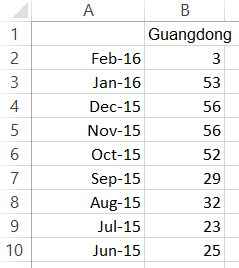 A B
1 Guangdong
2 Feb-16 3
3 Jan-16 53
4 Dec-15 56
5 Nov-15 56
6 Oct-15 52
7 Sep-15 29
8 Aug-15 32
9 Jul-15 23
10 Jun-15 25